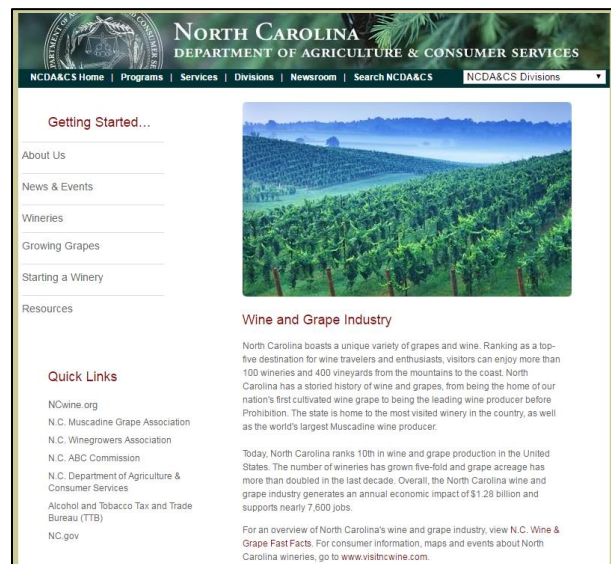 NORTH CAROLINA
DEPARTMENT OF AGRICULTURE & CONSUMER SERVICES
NCDA&CS Home | Programs | Services | Divisions | Newsroom | Search NCDA&CS
NCDA&CS Divisions
Getting Started...
About Us
News & Events
Wineries
Growing Grapes
Starting a Winery
Resources
Quick Links
NCwine.org
N.C. Muscadine Grape Association
N.C. Winegrowers Association
N.C. ABC Commission
N.C. Department of Agriculture &
Consumer Services
Alcohol and Tobacco Tax and Trade
Bureau (TTB)
NC.gov
Wine and Grape Industry
North Carolina boasts a unique variety of grapes and wine. Ranking as a top-
five destination for wine travelers and enthusiasts, visitors can enjoy more than
100 wineries and 400 vineyards from the mountains to the coast. North
Carolina has a storied history of wine and grapes, from being the home of our
nation's first cultivated wine grape to being the leading wine producer before
Prohibition. The state is home to the most visited winery in the country, as well
as the world's largest Muscadine wine producer.
Today, North Carolina ranks 10th in wine and grape production in the United
States. The number of wineries has grown five-fold and grape acreage has
more than doubled in the last decade. Overall, the North Carolina wine and
grape industry generates an annual economic impact of $1.28 billion and
supports nearly 7,600 jobs.
For an overview of North Carolina's wine and grape industry, view N.C. Wine &
Grape Fast Facts. For consumer information, maps and events about North
Carolina wineries, go to www.visitncwine.com.